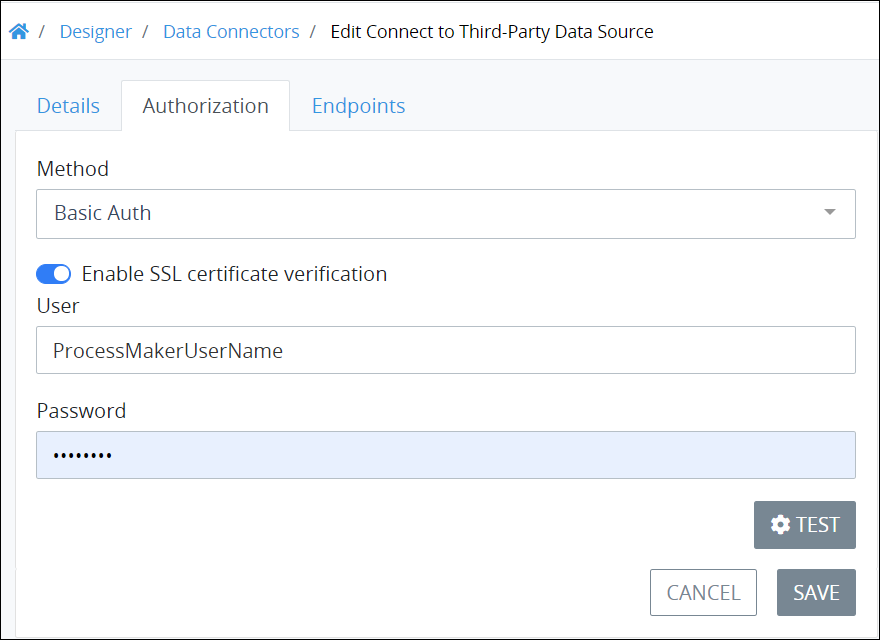 / Designer / Data Connectors / Edit Connect to Third-Party Data Source
Details Authorization Endpoints
Method
Basic Auth
Enable SSL certificate verification
User
ProcessMakerUserName
Password
••••••••
TEST
CANCEL SAVE